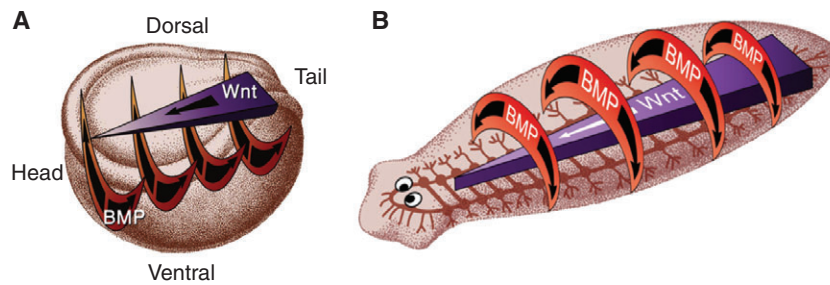 A
Dorsal
Wnt
Tail
Head
BMP
Ventral
B
BMP
BMP
BMP
BMP
Wnt